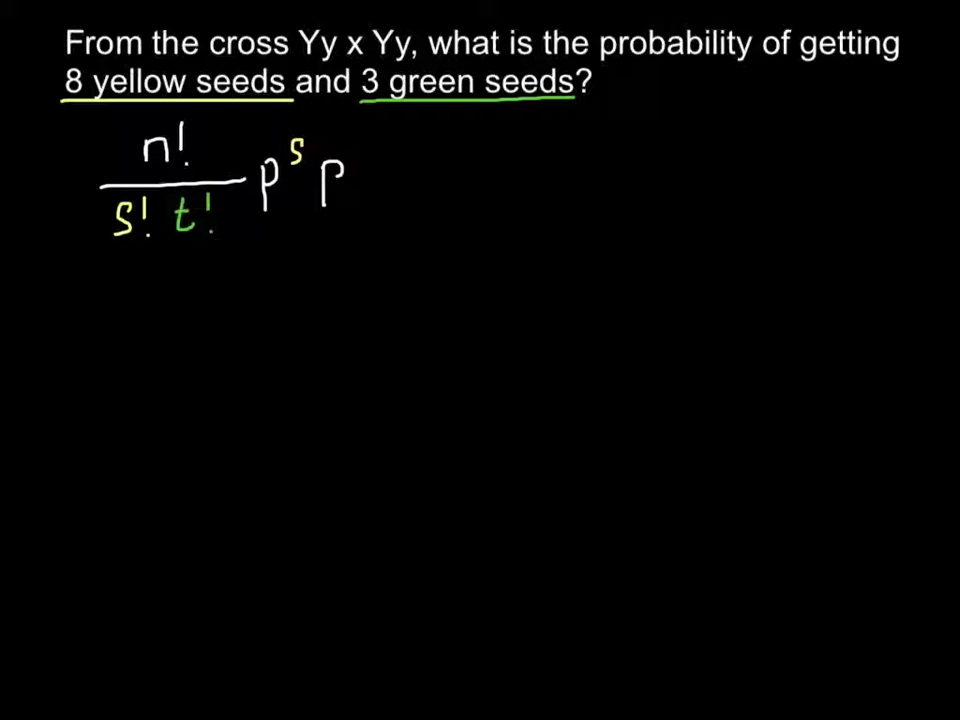 From the cross Yy x Yy, what is the probability of getting
8 yellow seeds and 3 green seeds?
n!
p^s p
s! t!